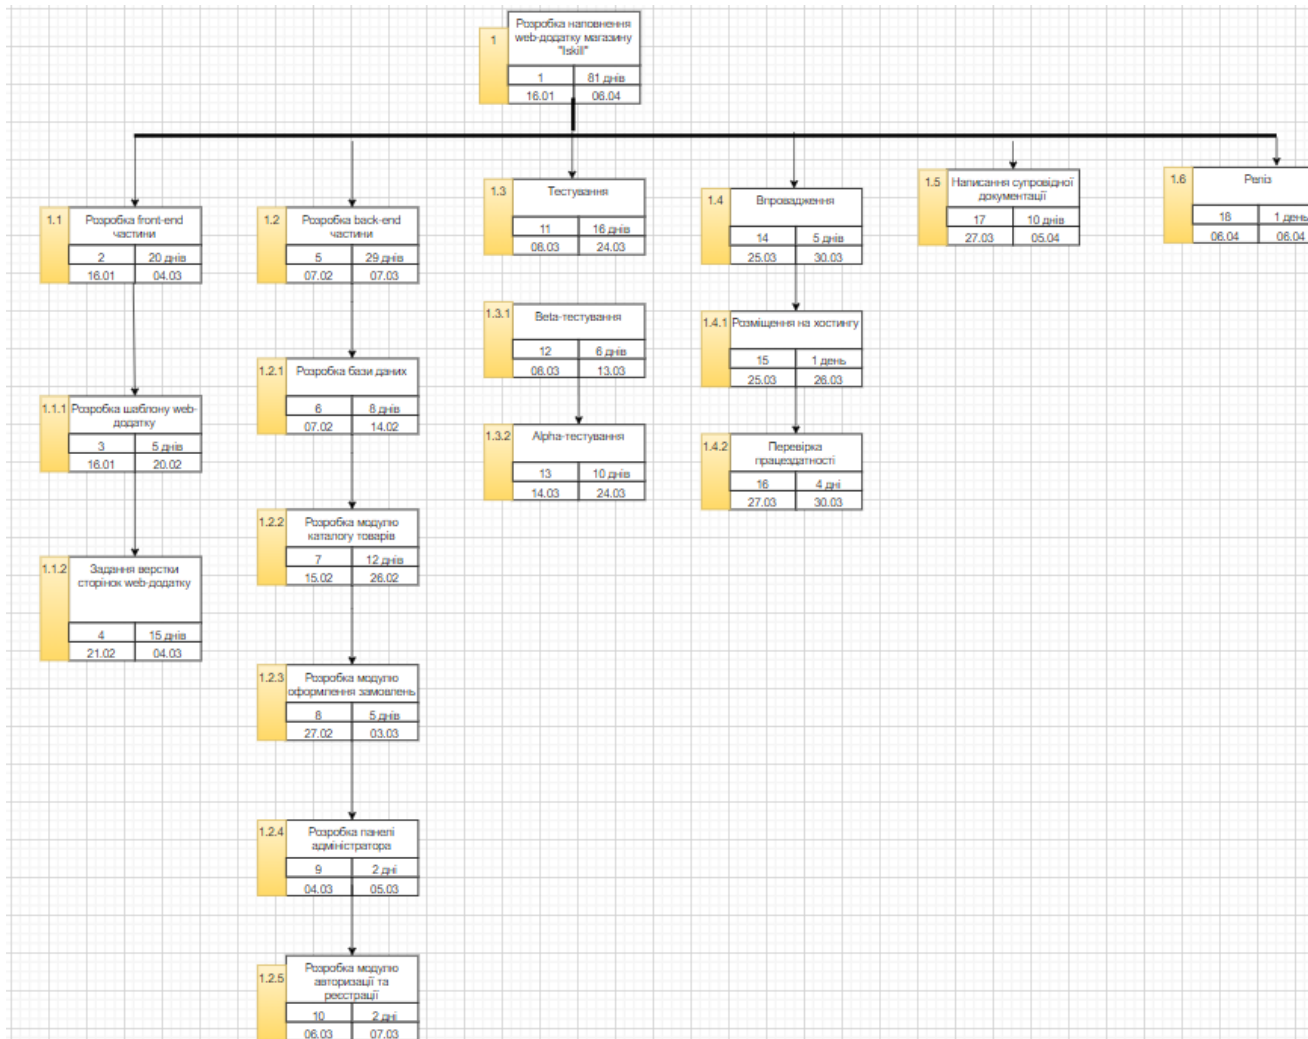 1
Розробка наповнення
web-додатку магазину
"Iskill"
1 81 днів
16.01 06.04
1.1
Розробка front-end
частини
2 20 днів
16.01 04.03
1.1.1
Розробка шаблону web-
додатку
3 5 днів
16.01 20.02
1.1.2
Задання верстки
сторінок web-додатку
4 15 днів
21.02 04.03
1.2
Розробка back-end
частини
5 29 днів
07.02 07.03
1.2.1
Розробка бази даних
6 8 днів
07.02 14.02
1.2.2
Розробка модулю
каталогу товарів
7 12 днів
15.02 26.02
1.2.3
Розробка модулю
оформлення замовлень
8 5 днів
27.02 03.03
1.2.4
Розробка панелі
адміністратора
9 2 дні
04.03 05.03
1.2.5
Розробка модулю
авторизації та
реєстрації
10 2 дні
06.03 07.03
1.3
Тестування
11 16 днів
08.03 24.03
1.3.1
Beta-тестування
12 6 днів
08.03 13.03
1.3.2
Alpha-тестування
13 10 днів
14.03 24.03
1.4
Впровадження
14 5 днів
25.03 30.03
1.4.1
Розміщення на хостингу
15 1 день
25.03 26.03
1.4.2
Перевірка
працездатності
16 4 дні
27.03 30.03
1.5
Написання супровідної
документації
17 10 днів
27.03 05.04
1.6
Реліз
18 1 день
06.04 06.04